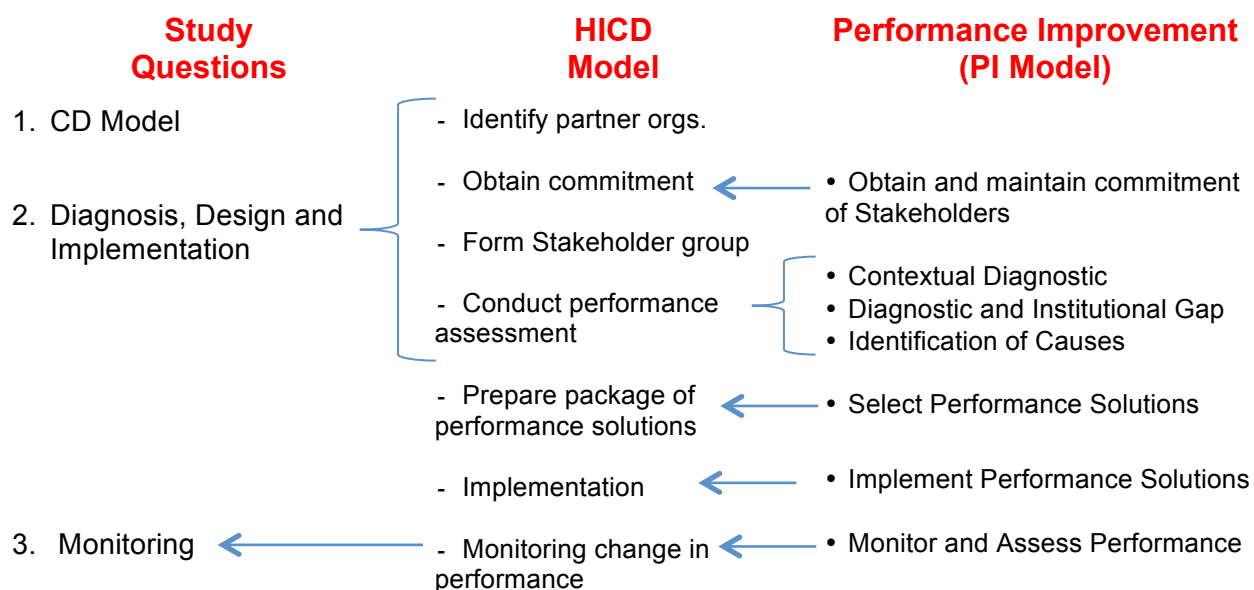 Study
Questions
HICD
Model
Performance Improvement
(PI Model)
1. CD Model
2. Diagnosis, Design and
Implementation
3. Monitoring
- Identify partner orgs.
- Obtain commitment
- Form Stakeholder group
- Conduct performance
assessment
- Prepare package of
performance solutions
- Implementation
- Monitoring change in
performance
• Obtain and maintain commitment
of Stakeholders
• Contextual Diagnostic
• Diagnostic and Institutional Gap
• Identification of Causes
• Select Performance Solutions
• Implement Performance Solutions
• Monitor and Assess Performance